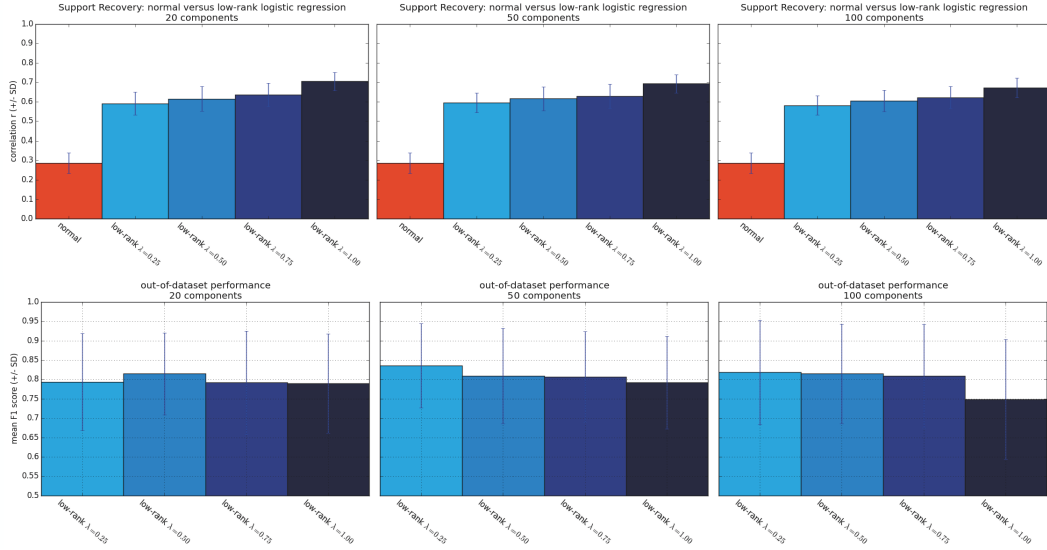 Support Recovery: normal versus low-rank logistic regression
20 components
Support Recovery: normal versus low-rank logistic regression
50 components
Support Recovery: normal versus low-rank logistic regression
100 components
correlation r (+/- SD)
1.0
0.9
0.8
0.7
0.6
0.5
0.4
0.3
0.2
0.1
0.0
normal
low-rank λ=0.25
low-rank λ=0.50
low-rank λ=0.75
low-rank λ=1.00
normal
low-rank λ=0.25
low-rank λ=0.50
low-rank λ=0.75
low-rank λ=1.00
normal
low-rank λ=0.25
low-rank λ=0.50
low-rank λ=0.75
low-rank λ=1.00
out-of-dataset performance
20 components
out-of-dataset performance
50 components
out-of-dataset performance
100 components
mean F1 score (+/- SD)
1.0
0.95
0.9
0.85
0.8
0.75
0.7
0.65
0.6
0.55
0.5
low-rank λ=0.25
low-rank λ=0.50
low-rank λ=0.75
low-rank λ=1.00
low-rank λ=0.25
low-rank λ=0.50
low-rank λ=0.75
low-rank λ=1.00
low-rank λ=0.25
low-rank λ=0.50
low-rank λ=0.75
low-rank λ=1.00